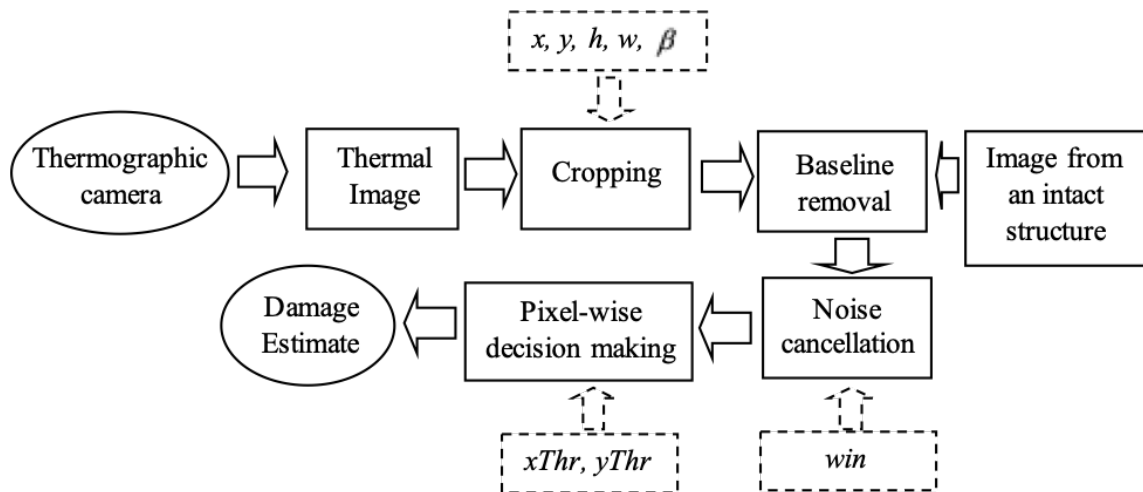 x, y, h, w, β
Thermographic
camera
Thermal
Image
Cropping
Baseline
removal
Image from
an intact
structure
Damage
Estimate
Pixel-wise
decision making
Noise
cancellation
xThr, yThr
win